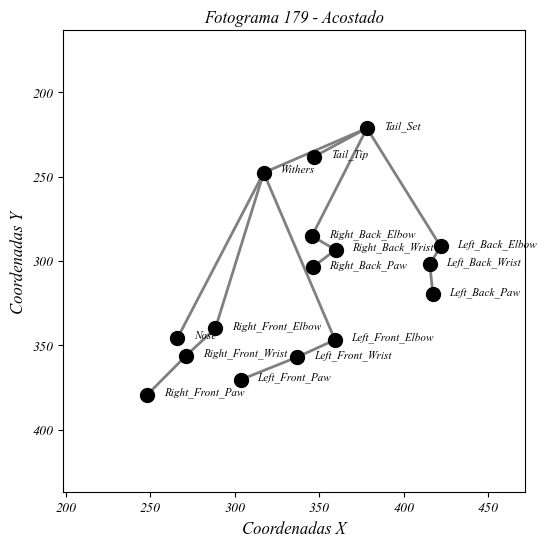 Fotograma 179 - Acostado
Coordenadas Y
200
250
300
350
400
Tail_Set
Tail_Tip
Withers
Right_Back_Elbow
Left_Back_Elbow
Right_Back_Wrist
Left_Back_Wrist
Right_Back_Paw
Left_Back_Paw
Right_Front_Elbow
Nose
Left_Front_Elbow
Right_Front_Wrist
Left_Front_Wrist
Left_Front_Paw
Right_Front_Paw
200 250 300 350 400 450
Coordenadas X